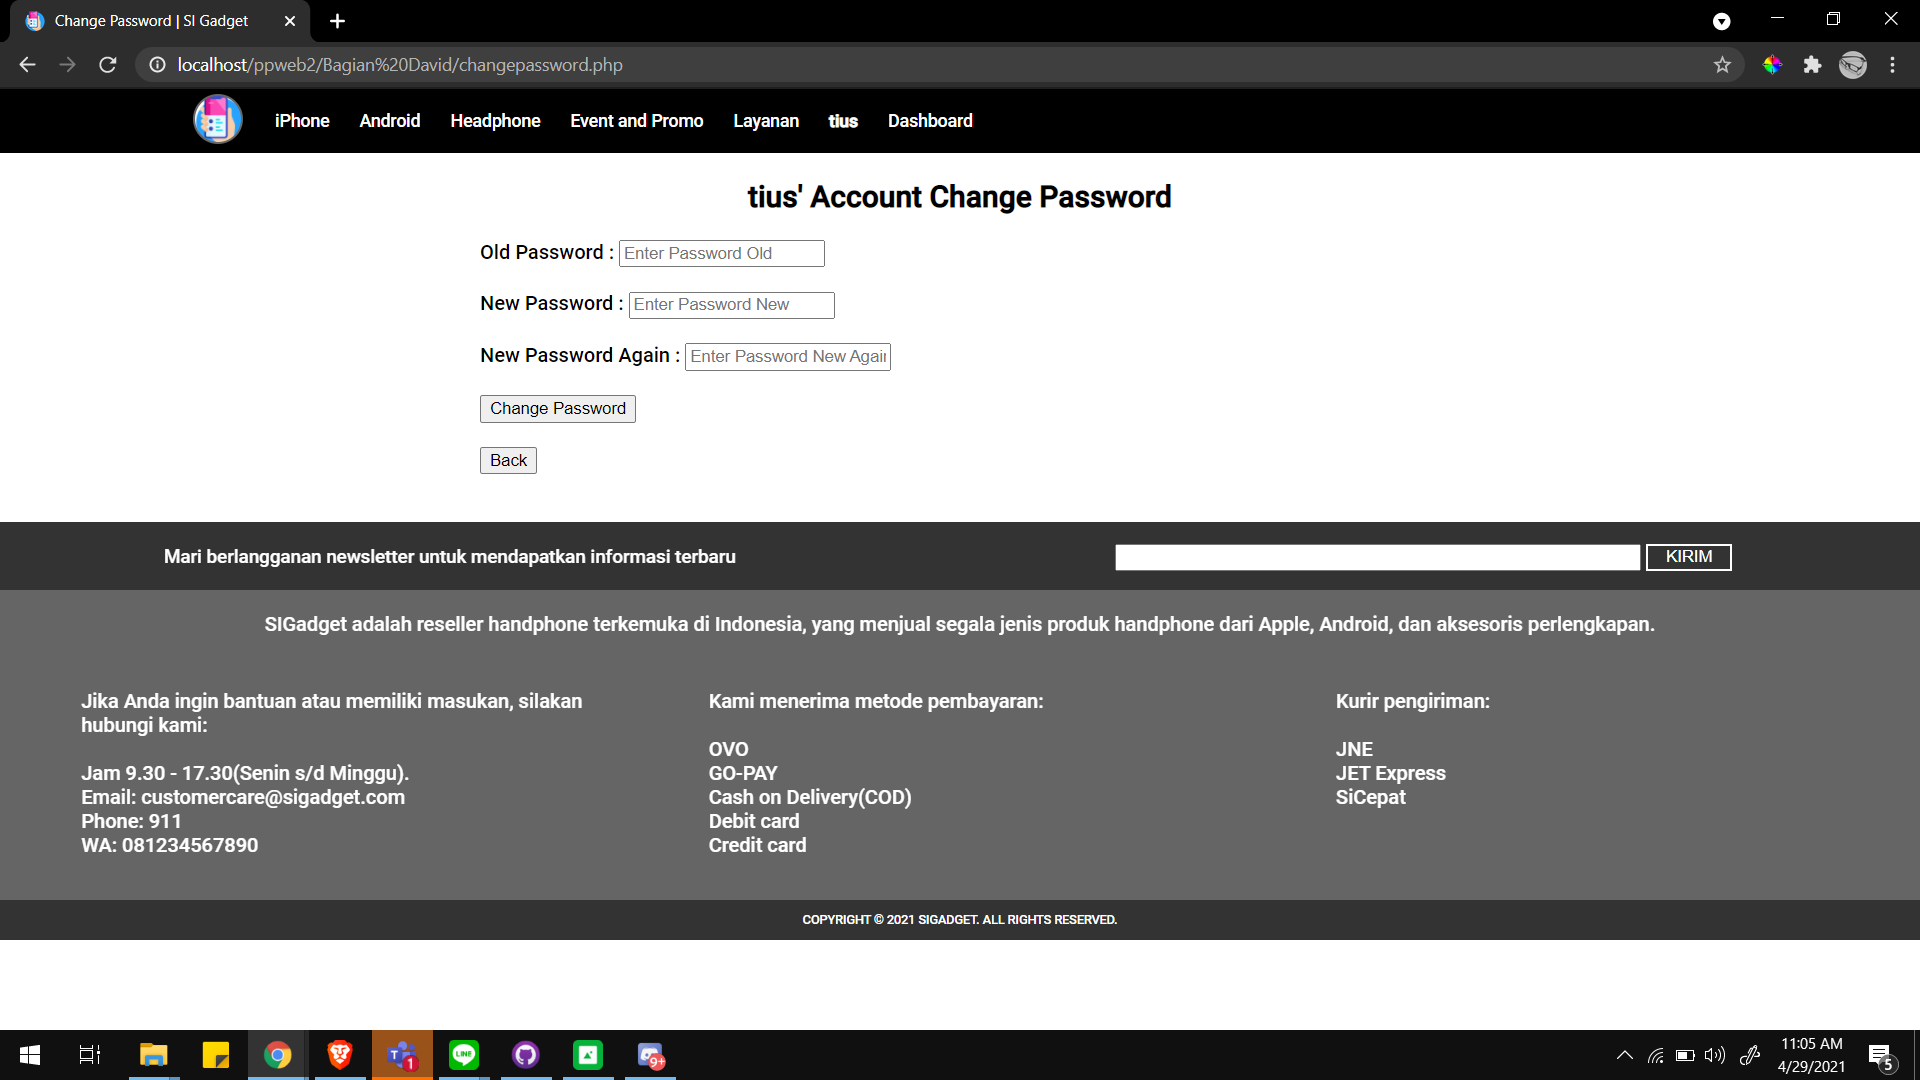 Change Password | SI Gadget
localhost/ppweb2/Bagian%20David/changepassword.php
iPhone Android Headphone Event and Promo Layanan tius Dashboard
tius' Account Change Password
Old Password : Enter Password Old
New Password : Enter Password New
New Password Again : Enter Password New Again
Change Password
Back
Mari berlangganan newsletter untuk mendapatkan informasi terbaru
KIRIM
SIGadget adalah reseller handphone terkemuka di Indonesia, yang menjual segala jenis produk handphone dari Apple, Android, dan aksesoris perlengkapan.
Jika Anda ingin bantuan atau memiliki masukan, silakan
hubungi kami:
Jam 9.30 - 17.30(Senin s/d Minggu).
Email: customercare@sigadget.com
Phone: 911
WA: 081234567890
Kami menerima metode pembayaran:
OVO
GO-PAY
Cash on Delivery(COD)
Debit card
Credit card
Kurir pengiriman:
JNE
JET Express
SiCepat
COPYRIGHT © 2021 SIGADGET. ALL RIGHTS RESERVED.
T
1
LINE
9+
11:05 AM
4/29/2021
5